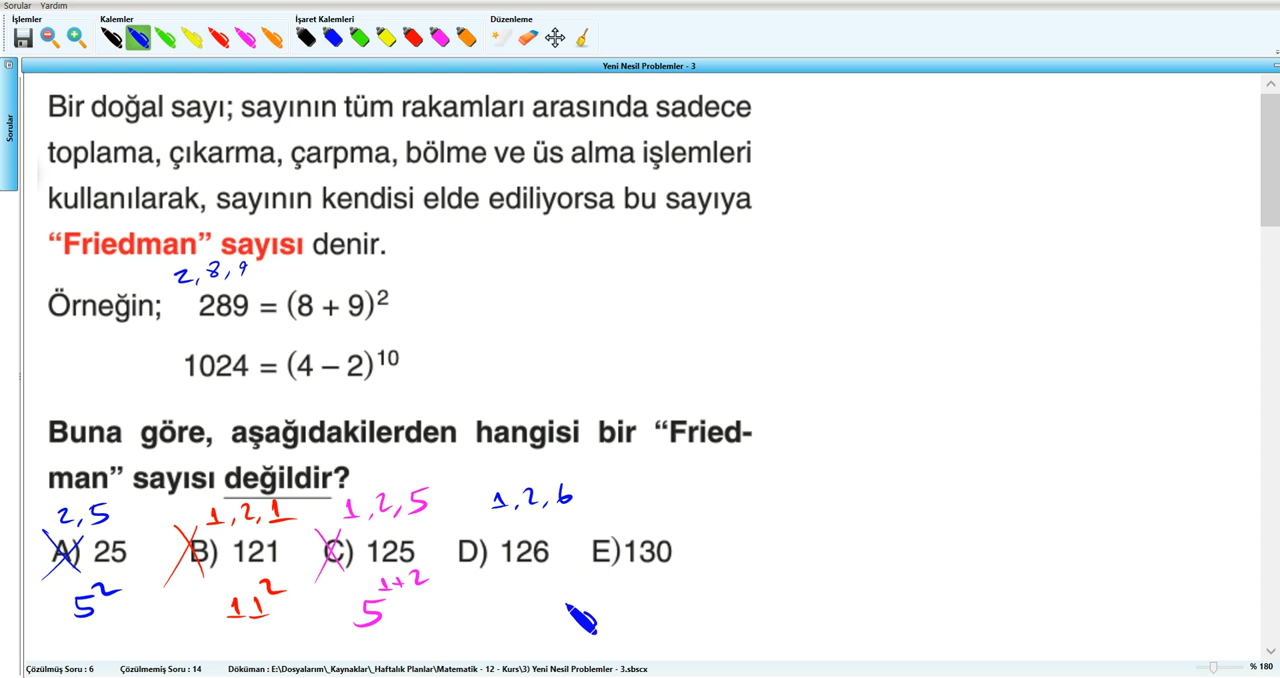 Sorular Yardım
İşlemler Kalemler İşaret Kalemleri Düzenleme
Yeni Nesil Problemler - 3
Sorular
Bir doğal sayı; sayının tüm rakamları arasında sadece
toplama, çıkarma, çarpma, bölme ve üs alma işlemleri
kullanılarak, sayının kendisi elde ediliyorsa bu sayıya
“Friedman” sayısı denir.
2, 8, 9
Örneğin; 289 = (8 + 9)²
1024 = (4 – 2)¹⁰
Buna göre, aşağıdakilerden hangisi bir “Fried-
man” sayısı değildir?
2, 5 1, 2, 1 1, 2, 5 1, 2, 6
A) 25 B) 121 C) 125 D) 126 E)130
5² 11² 5¹⁺²
Çözülmüş Soru : 6 Çözülmemiş Soru : 14 Döküman : E:\Dosyalarım\_Kaynaklar\_Haftalık Planlar\Matematik - 12 - Kurs\3) Yeni Nesil Problemler - 3.sbscx % 180